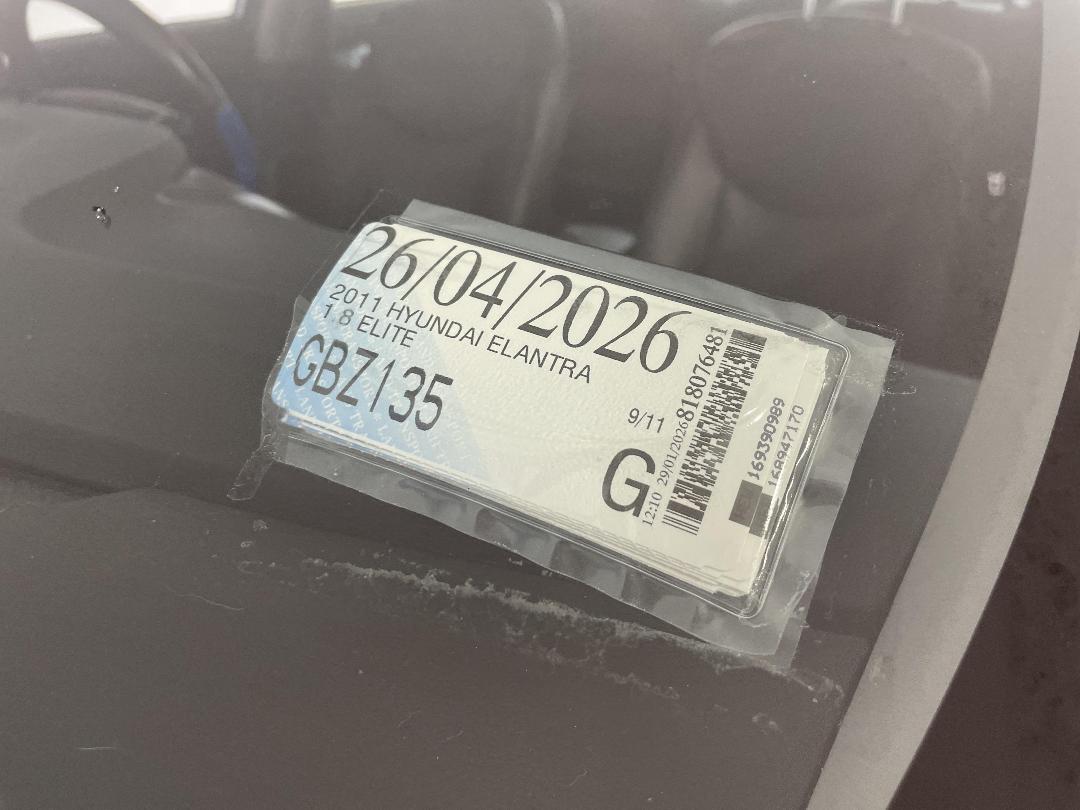 26/04/2026
2011 HYUNDAI ELANTRA
1.8 ELITE
GBZ135
9/11
G
12:10 29/01/2026 818076481
169390989
168947170